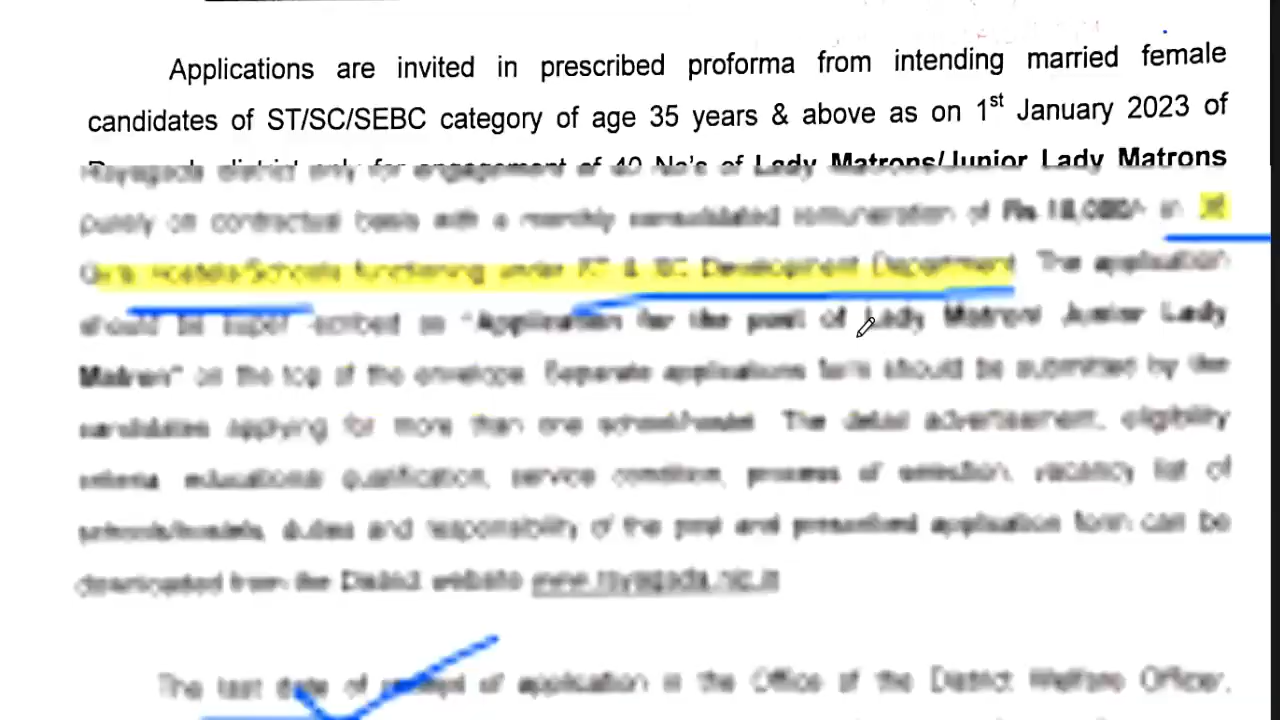 Applications are invited in prescribed proforma from intending married female
candidates of ST/SC/SEBC category of age 35 years & above as on 1st January 2023 of
Rayagada district only for engagement of 40 No's of Lady Matrons/Junior Lady Matrons
purely on contractual basis with a monthly consolidated remuneration of in
Hostels/Schools functioning under ST & SC Development Department. The application
should be super scribed as "Application for the post of Lady Matron/ Junior Lady
Matron" on the top of the envelope. Separate applications form should be submitted by the
candidates applying for more than one school/hostel. The detail advertisement, eligibility
criteria, educational qualification, service condition, process of selection, vacancy list of
schools/hostels, duties and responsibility of the post and prescribed application form can be
downloaded from the District website www.rayagada.nic.in
The last date of receipt of application in the Office of the District Welfare Officer,